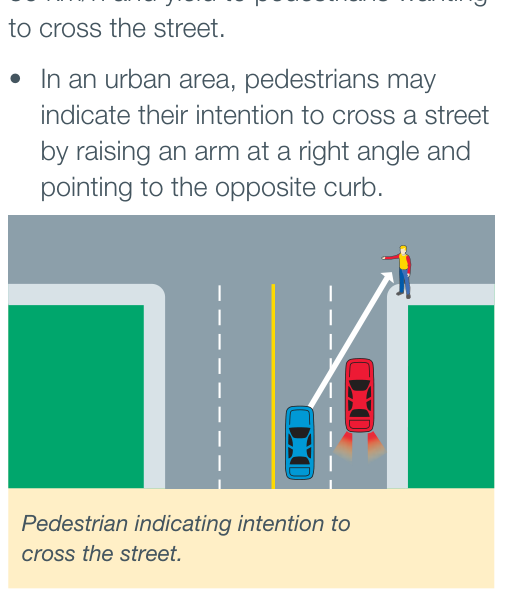 to cross the street.
• In an urban area, pedestrians may
indicate their intention to cross a street
by raising an arm at a right angle and
pointing to the opposite curb.
Pedestrian indicating intention to
cross the street.